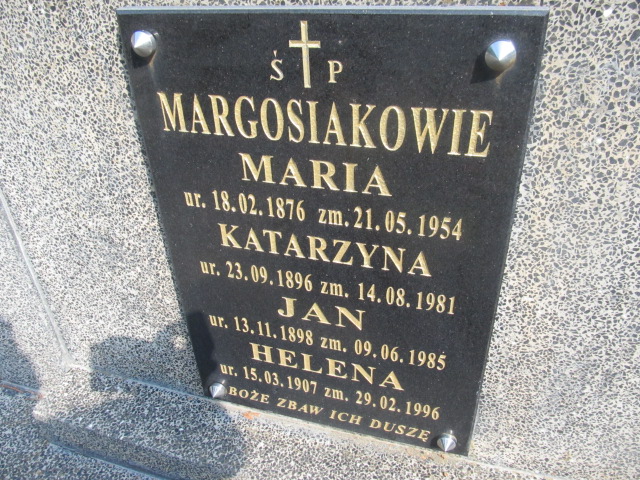 Ś P
MARGOSIAKOWIE
MARIA
ur. 18.02.1876 zm. 21.05.1954
KATARZYNA
ur. 23.09.1896 zm. 14.08.1981
JAN
ur. 13.11.1898 zm. 09.06.1985
HELENA
ur. 15.03.1907 zm. 29.02.1996
BOŻE ZBAW ICH DUSZĘ